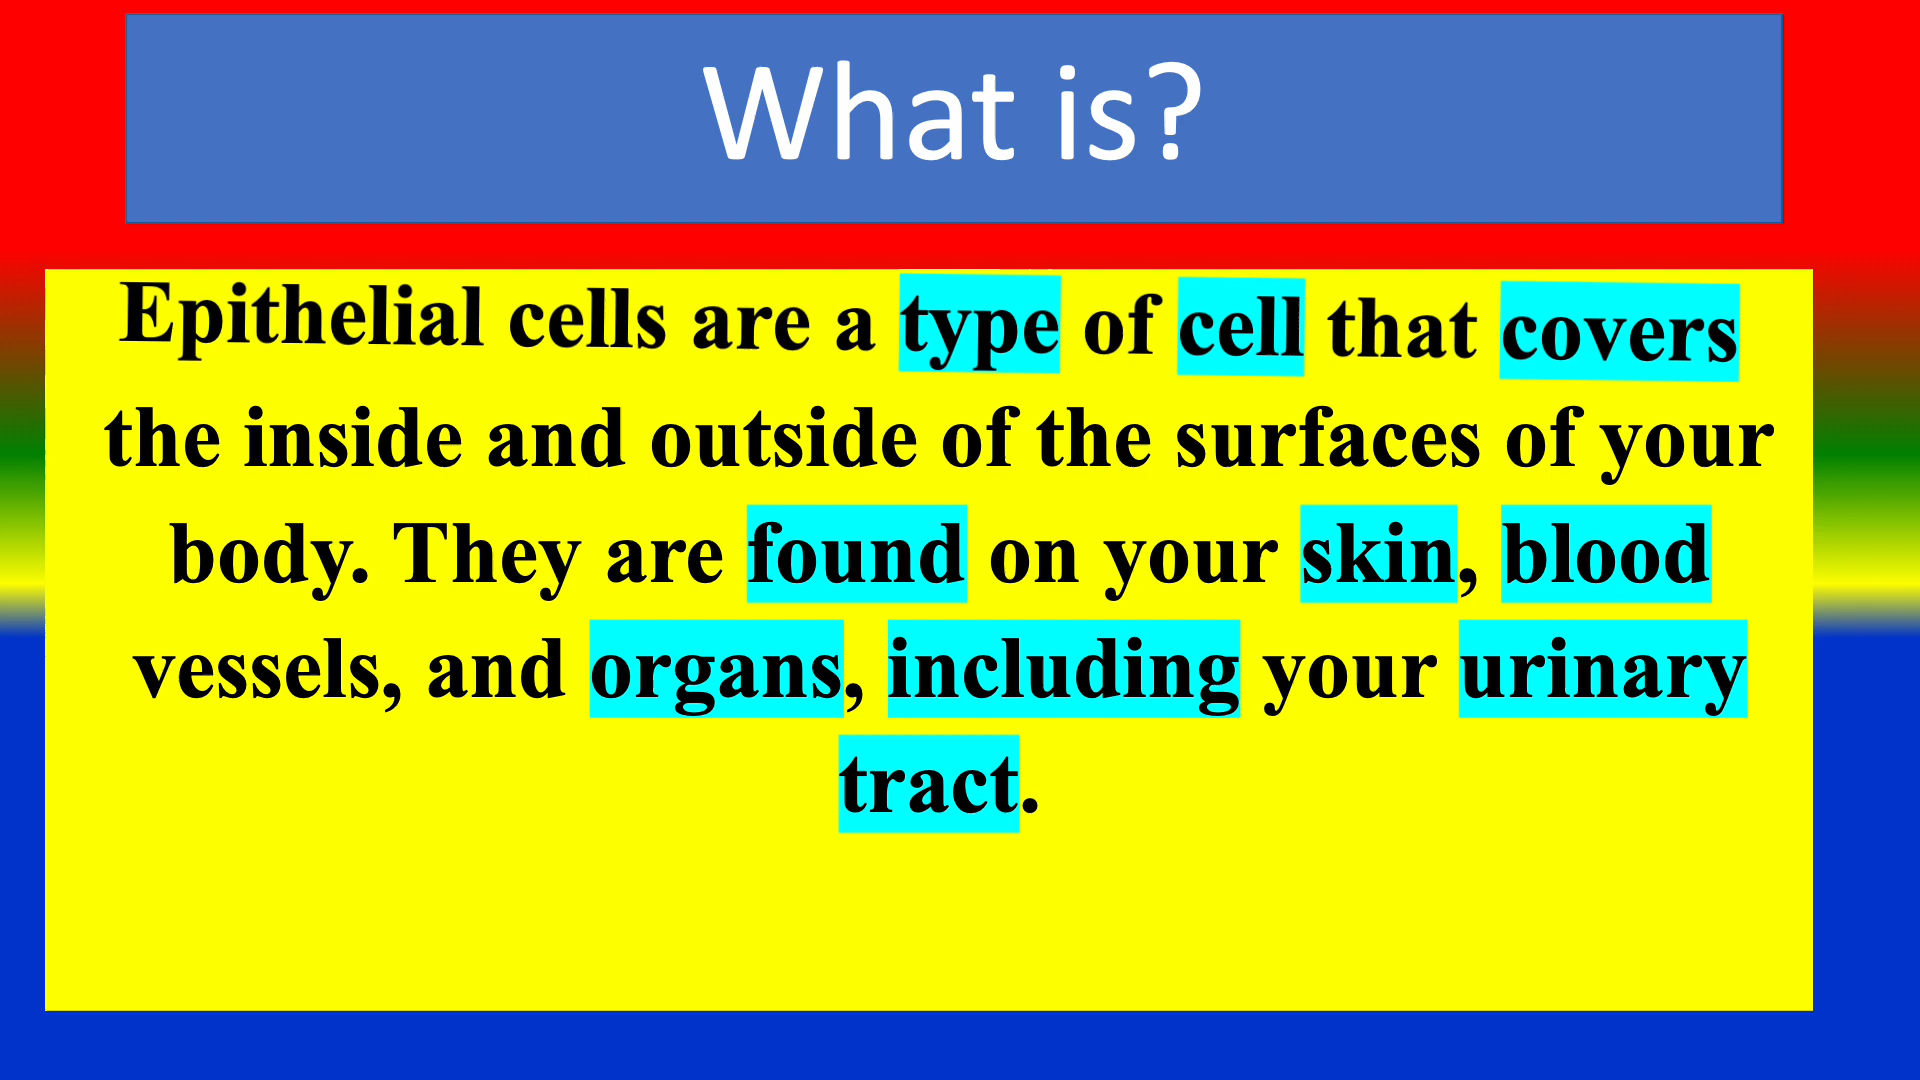 What is?
Epithelial cells are a type of cell that covers
the inside and outside of the surfaces of your
body. They are found on your skin, blood
vessels, and organs, including your urinary
tract.